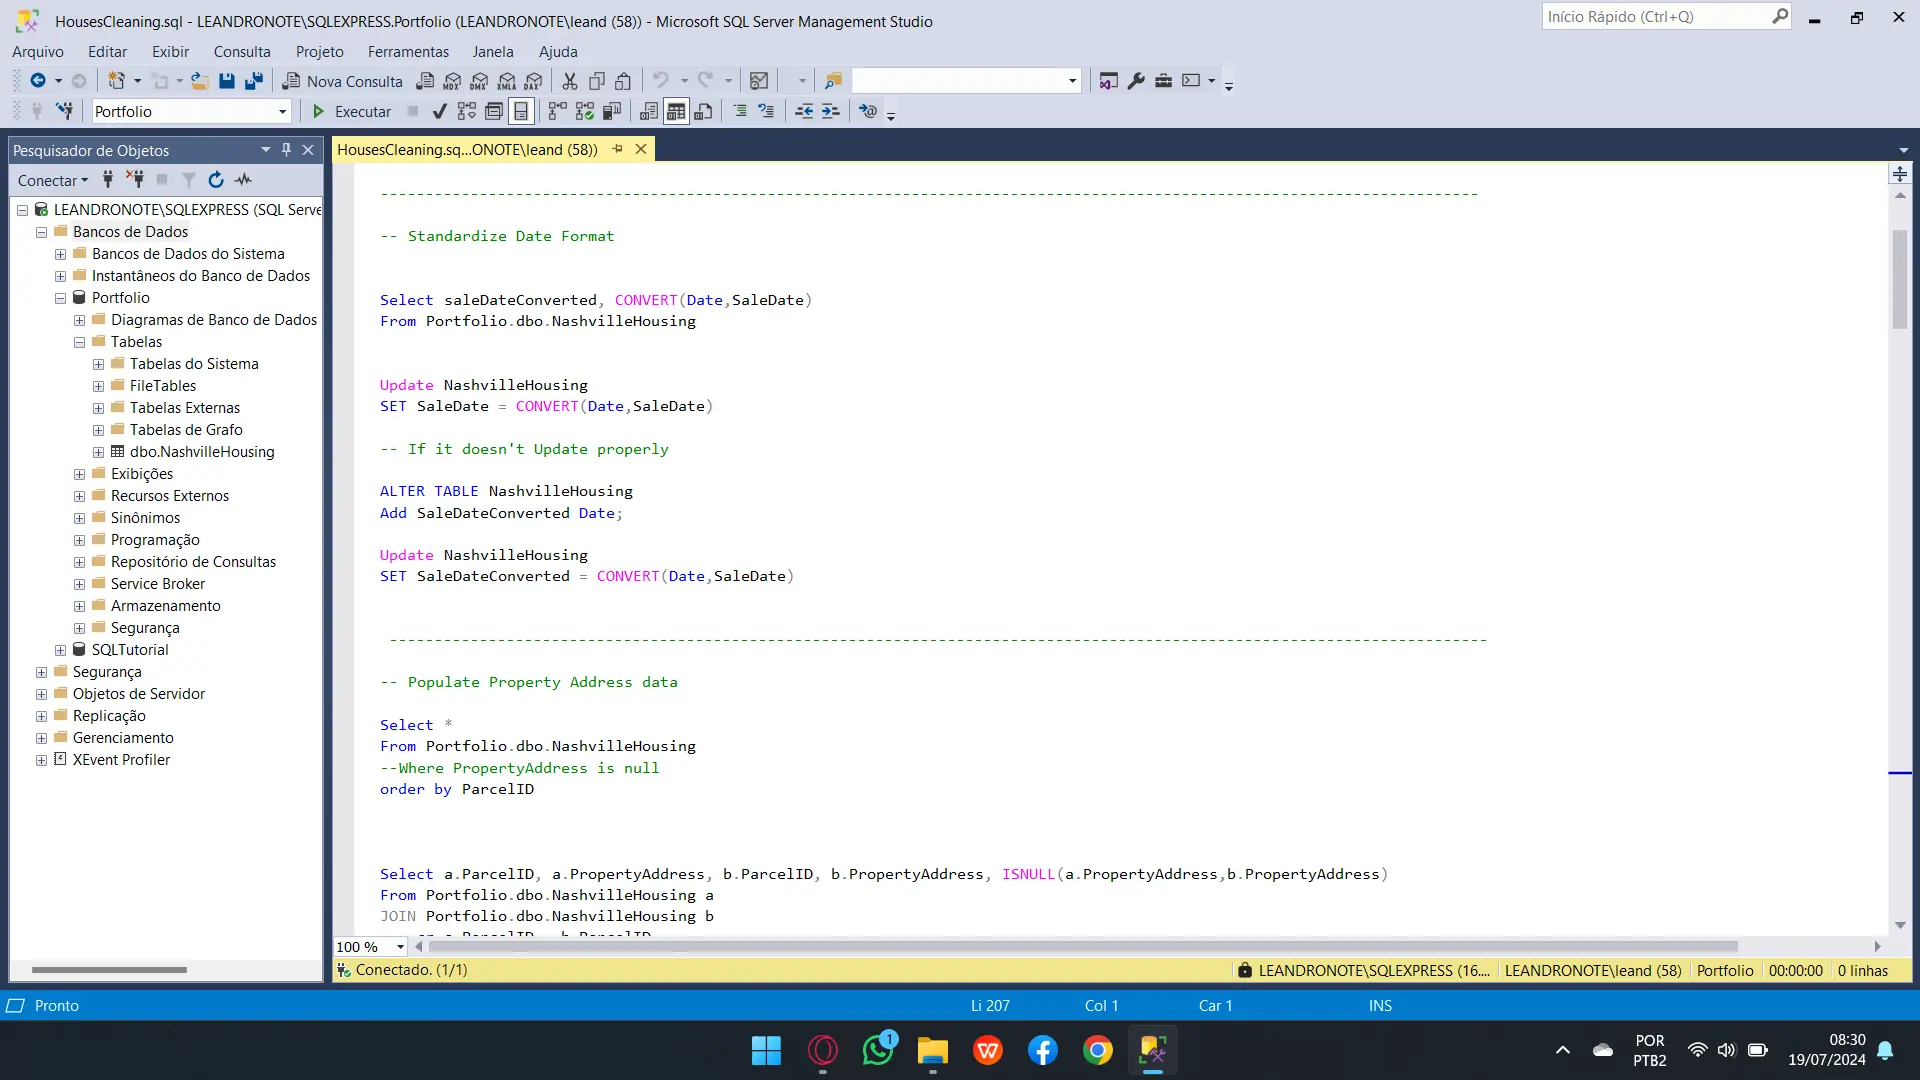 HousesCleaning.sql - LEANDRONOTE\SQLEXPRESS.Portfolio (LEANDRONOTE\leand (58)) - Microsoft SQL Server Management Studio
Início Rápido (Ctrl+Q)
Arquivo Editar Exibir Consulta Projeto Ferramentas Janela Ajuda
Nova Consulta MDX DMX XMLA DAX
Portfolio Executar
Pesquisador de Objetos
HousesCleaning.sq...ONOTE\leand (58))
Conectar
LEANDRONOTE\SQLEXPRESS (SQL Serve
Bancos de Dados
Bancos de Dados do Sistema
Instantâneos do Banco de Dados
Portfolio
Diagramas de Banco de Dados
Tabelas
Tabelas do Sistema
FileTables
Tabelas Externas
Tabelas de Grafo
dbo.NashvilleHousing
Exibições
Recursos Externos
Sinônimos
Programação
Repositório de Consultas
Service Broker
Armazenamento
Segurança
SQLTutorial
Segurança
Objetos de Servidor
Replicação
Gerenciamento
XEvent Profiler
--------------------------------------------------------------------------------------------------------------------------
-- Standardize Date Format
Select saleDateConverted, CONVERT(Date,SaleDate)
From Portfolio.dbo.NashvilleHousing
Update NashvilleHousing
SET SaleDate = CONVERT(Date,SaleDate)
-- If it doesn't Update properly
ALTER TABLE NashvilleHousing
Add SaleDateConverted Date;
Update NashvilleHousing
SET SaleDateConverted = CONVERT(Date,SaleDate)
--------------------------------------------------------------------------------------------------------------------------
-- Populate Property Address data
Select *
From Portfolio.dbo.NashvilleHousing
--Where PropertyAddress is null
order by ParcelID
Select a.ParcelID, a.PropertyAddress, b.ParcelID, b.PropertyAddress, ISNULL(a.PropertyAddress,b.PropertyAddress)
From Portfolio.dbo.NashvilleHousing a
JOIN Portfolio.dbo.NashvilleHousing b
100 %
Conectado. (1/1) LEANDRONOTE\SQLEXPRESS (16.... LEANDRONOTE\leand (58) Portfolio 00:00:00 0 linhas
Pronto Li 207 Col 1 Car 1 INS
1
POR
PTB2
08:30
19/07/2024